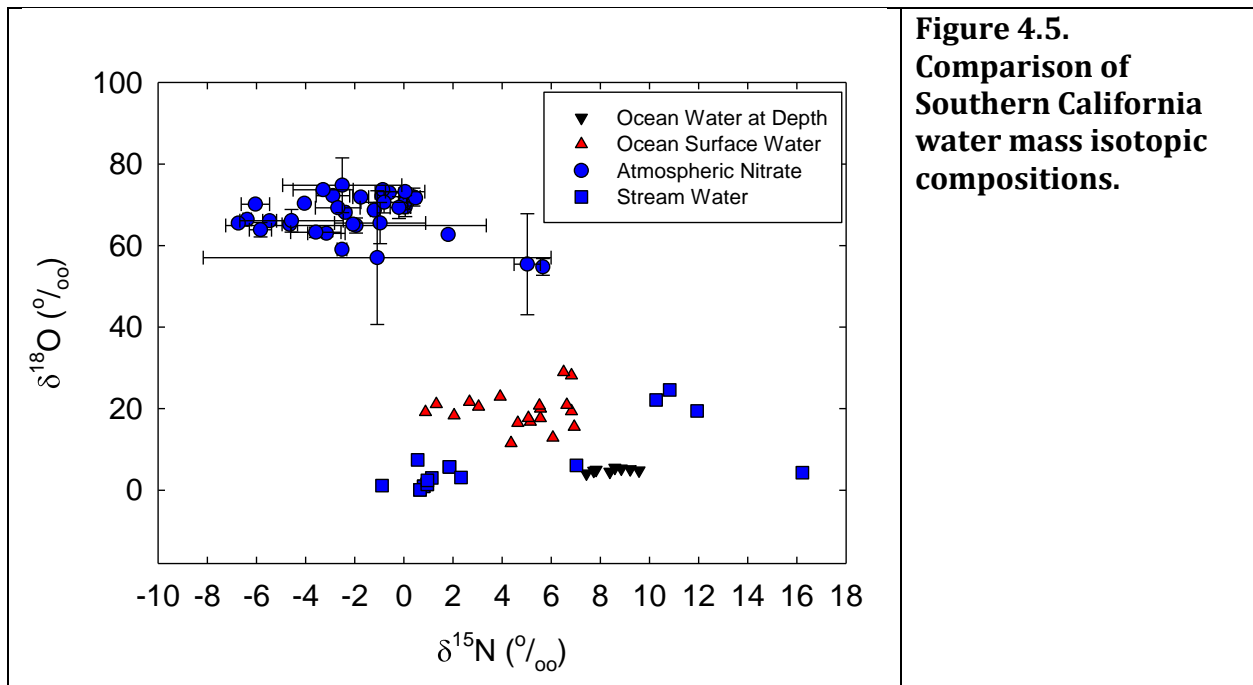 Figure 4.5.
Comparison of
Southern California
water mass isotopic
compositions.
100
80
60
40
20
0
δ18O (o/oo)
Ocean Water at Depth
Ocean Surface Water
Atmospheric Nitrate
Stream Water
-10 -8 -6 -4 -2 0 2 4 6 8 10 12 14 16 18
δ15N (o/oo)